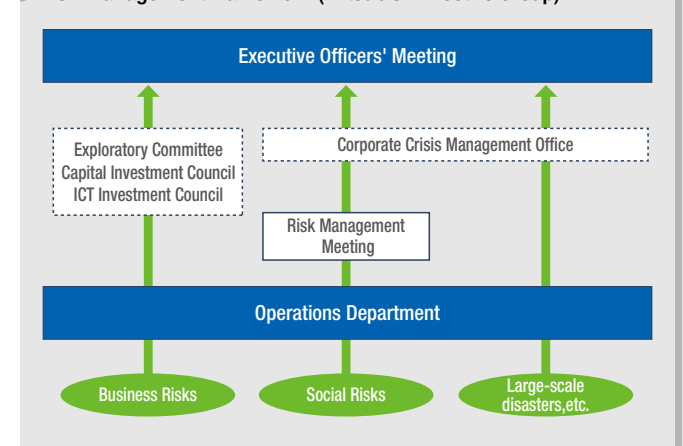 Executive Officers' Meeting
Exploratory Committee
Capital Investment Council
ICT Investment Council
Corporate Crisis Management Office
Risk Management
Meeting
Operations Department
Business Risks
Social Risks
Large-scale
disasters,etc.